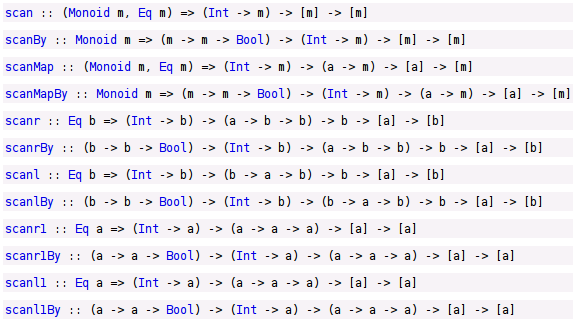 scan :: (Monoid m, Eq m) => (Int -> m) -> [m] -> [m]
scanBy :: Monoid m => (m -> m -> Bool) -> (Int -> m) -> [m] -> [m]
scanMap :: (Monoid m, Eq m) => (Int -> m) -> (a -> m) -> [a] -> [m]
scanMapBy :: Monoid m => (m -> m -> Bool) -> (Int -> m) -> (a -> m) -> [a] -> [m]
scanr :: Eq b => (Int -> b) -> (a -> b -> b) -> b -> [a] -> [b]
scanrBy :: (b -> b -> Bool) -> (Int -> b) -> (a -> b -> b) -> b -> [a] -> [b]
scanl :: Eq b => (Int -> b) -> (b -> a -> b) -> b -> [a] -> [b]
scanlBy :: (b -> b -> Bool) -> (Int -> b) -> (b -> a -> b) -> b -> [a] -> [b]
scanr1 :: Eq a => (Int -> a) -> (a -> a -> a) -> [a] -> [a]
scanr1By :: (a -> a -> Bool) -> (Int -> a) -> (a -> a -> a) -> [a] -> [a]
scanl1 :: Eq a => (Int -> a) -> (a -> a -> a) -> [a] -> [a]
scanl1By :: (a -> a -> Bool) -> (Int -> a) -> (a -> a -> a) -> [a] -> [a]